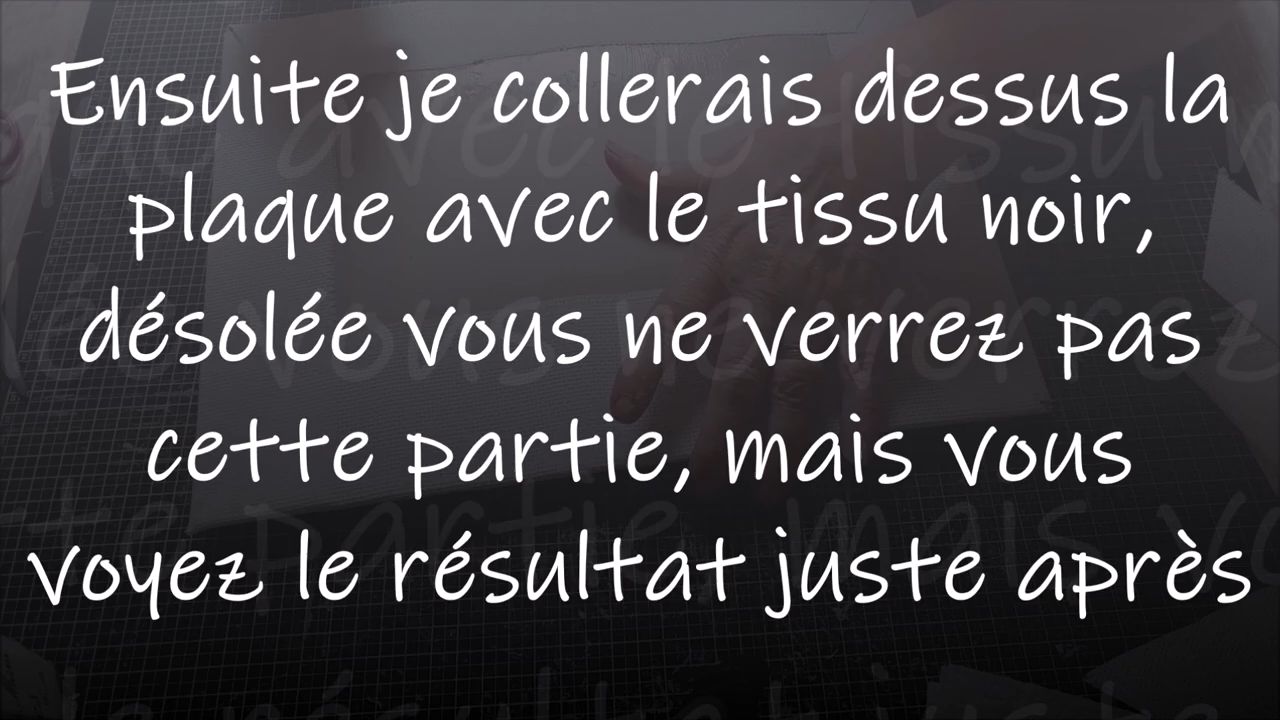 Ensuite je collerais dessus la
plaque avec le tissu noir,
désolée vous ne verrez pas
cette partie, mais vous
voyez le résultat juste après